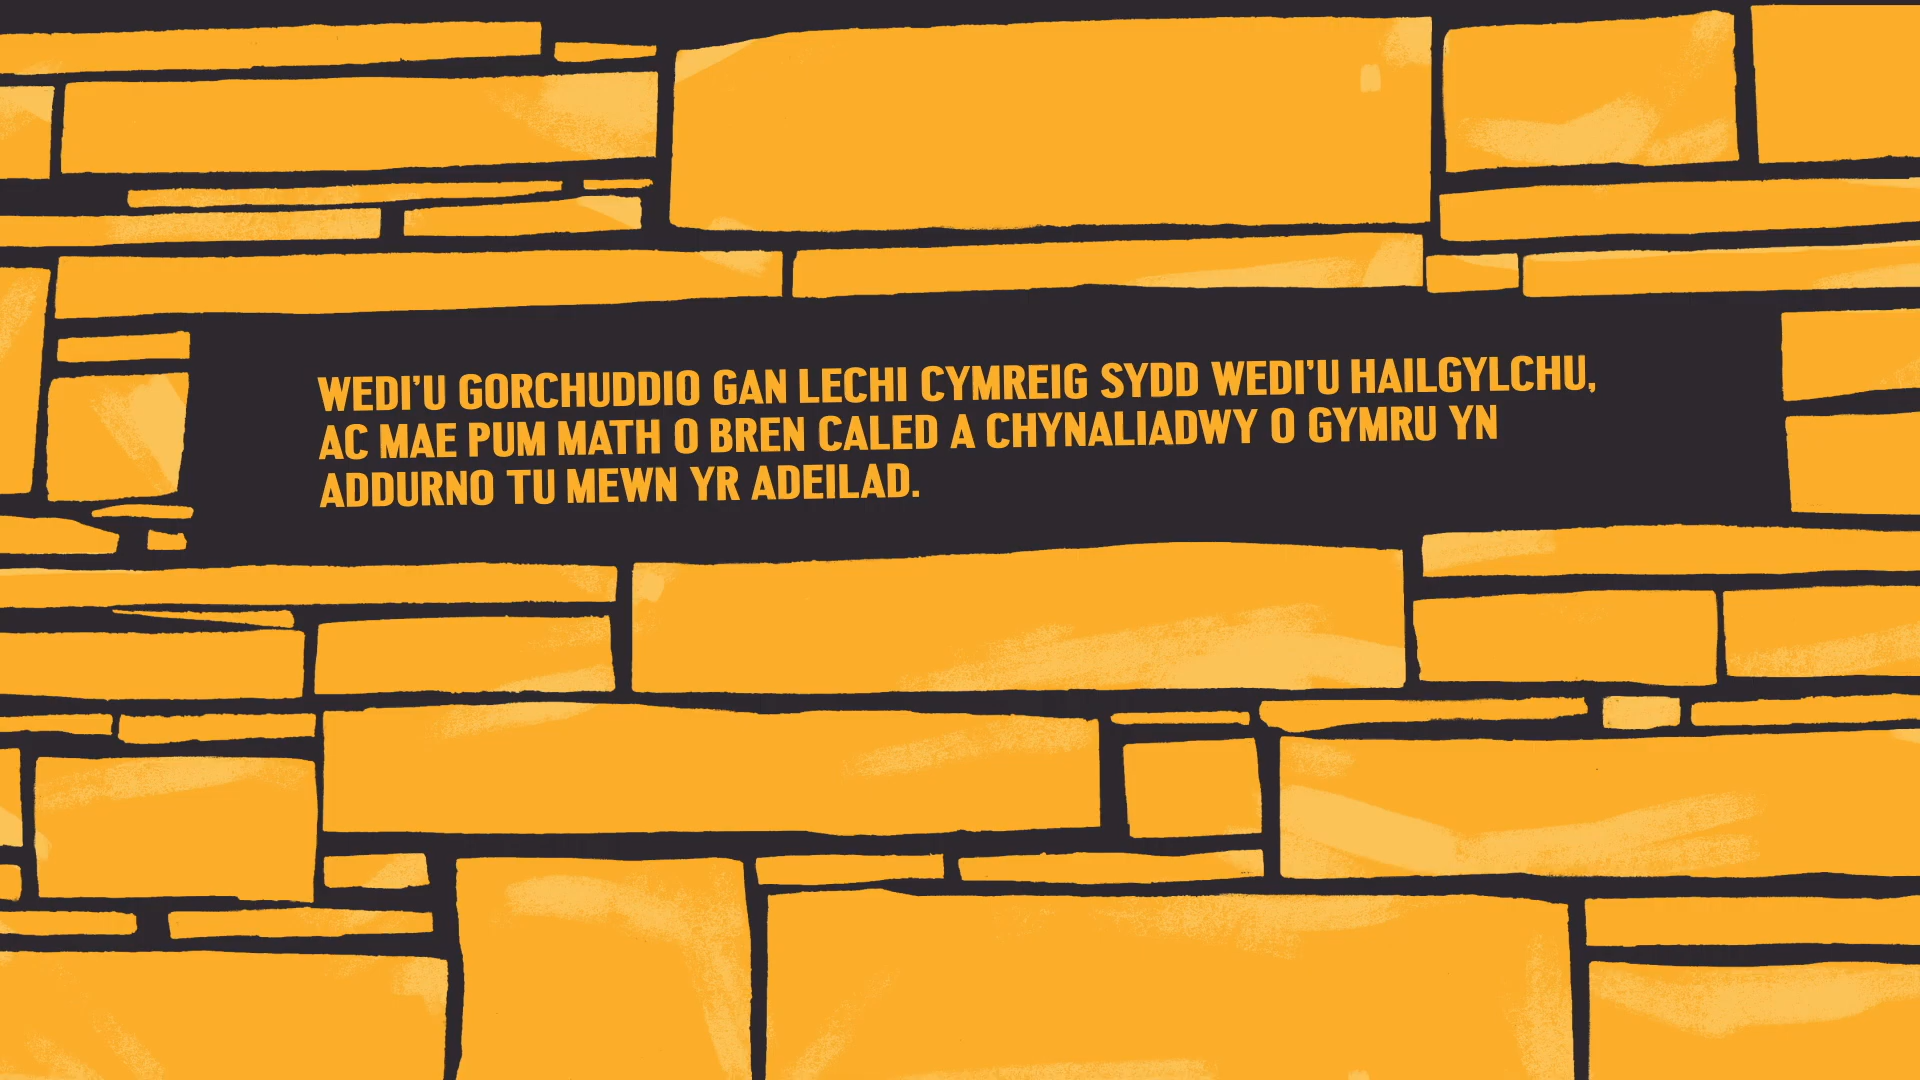 WEDI’U GORCHUDDIO GAN LECHI CYMREIG SYDD WEDI’U HAILGYLCHU,
AC MAE PUM MATH O BREN CALED A CHYNALIADWY O GYMRU YN
ADDURNO TU MEWN YR ADEILAD.